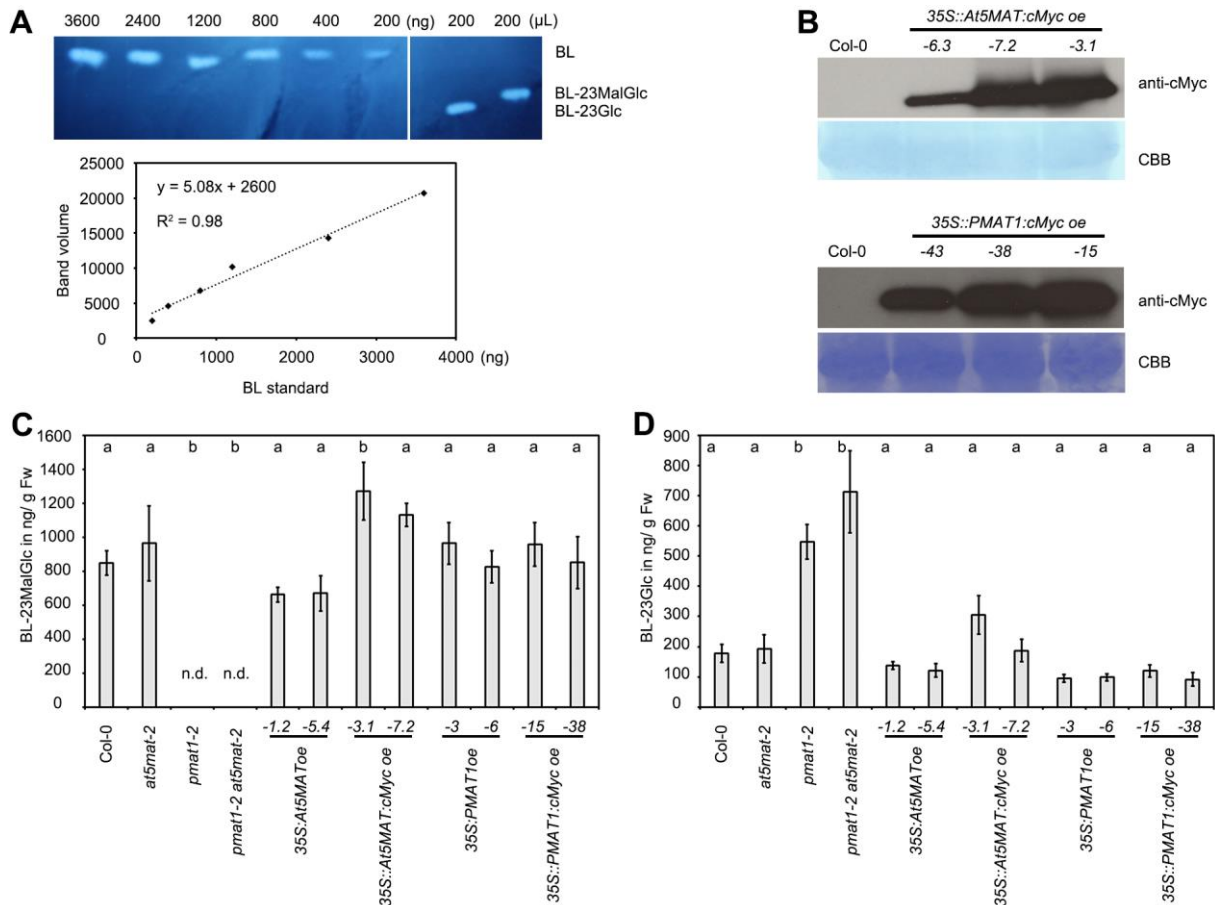 A
3600 2400 1200 800 400 200 (ng) 200 200 (µL)
BL
BL-23MalGlc
BL-23Glc
25000
20000
15000
10000
5000
0
Band volume
y = 5.08x + 2600
R² = 0.98
0 1000 2000 3000 4000 (ng)
BL standard
B
35S::At5MAT:cMyc oe
Col-0 -6.3 -7.2 -3.1
anti-cMyc
CBB
35S::PMAT1:cMyc oe
Col-0 -43 -38 -15
anti-cMyc
CBB
C
BL-23MalGlc in ng/ g Fw
1600
1400
1200
1000
800
600
400
200
0
a a b b a a b a a a a a
n.d. n.d.
-1.2 -5.4 -3.1 -7.2 -3 -6 -15 -38
Col-0
at5mat-2
pmat1-2
pmat1-2 at5mat-2
35S:At5MAToe
35S::At5MAT:cMyc oe
35S:PMAT1oe
35S::PMAT1:cMyc oe
D
BL-23Glc in ng/ g Fw
900
800
700
600
500
400
300
200
100
0
a a b b a a a a a a a a
-1.2 -5.4 -3.1 -7.2 -3 -6 -15 -38
Col-0
at5mat-2
pmat1-2
pmat1-2 at5mat-2
35S:At5MAToe
35S::At5MAT:cMyc oe
35S:PMAT1oe
35S::PMAT1:cMyc oe